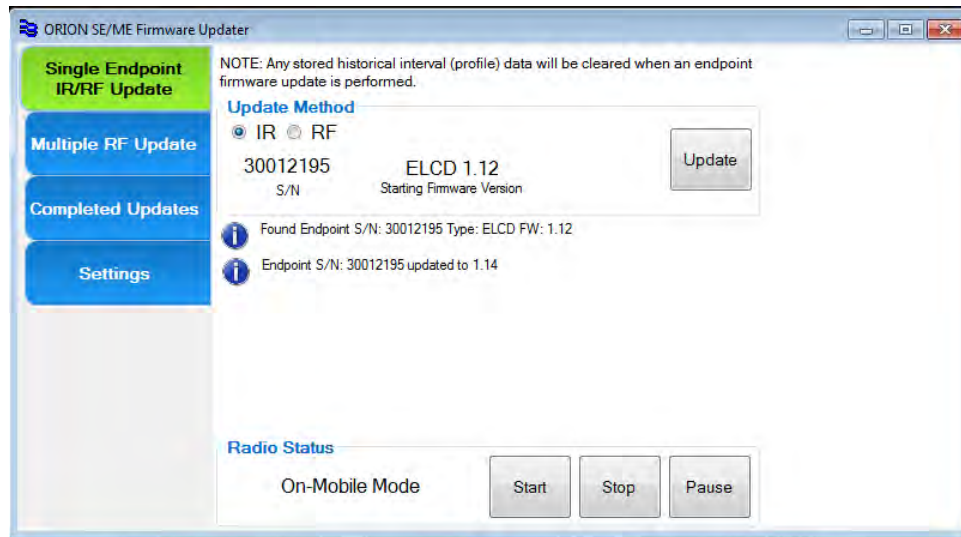 ORION SE/ME Firmware Updater
Single Endpoint
IR/RF Update
Multiple RF Update
Completed Updates
Settings
NOTE: Any stored historical interval (profile) data will be cleared when an endpoint
firmware update is performed.
Update Method
IR RF
30012195
S/N
ELCD 1.12
Starting Firmware Version
Update
Found Endpoint S/N: 30012195 Type: ELCD FW: 1.12
Endpoint S/N: 30012195 updated to 1.14
Radio Status
On-Mobile Mode
Start
Stop
Pause